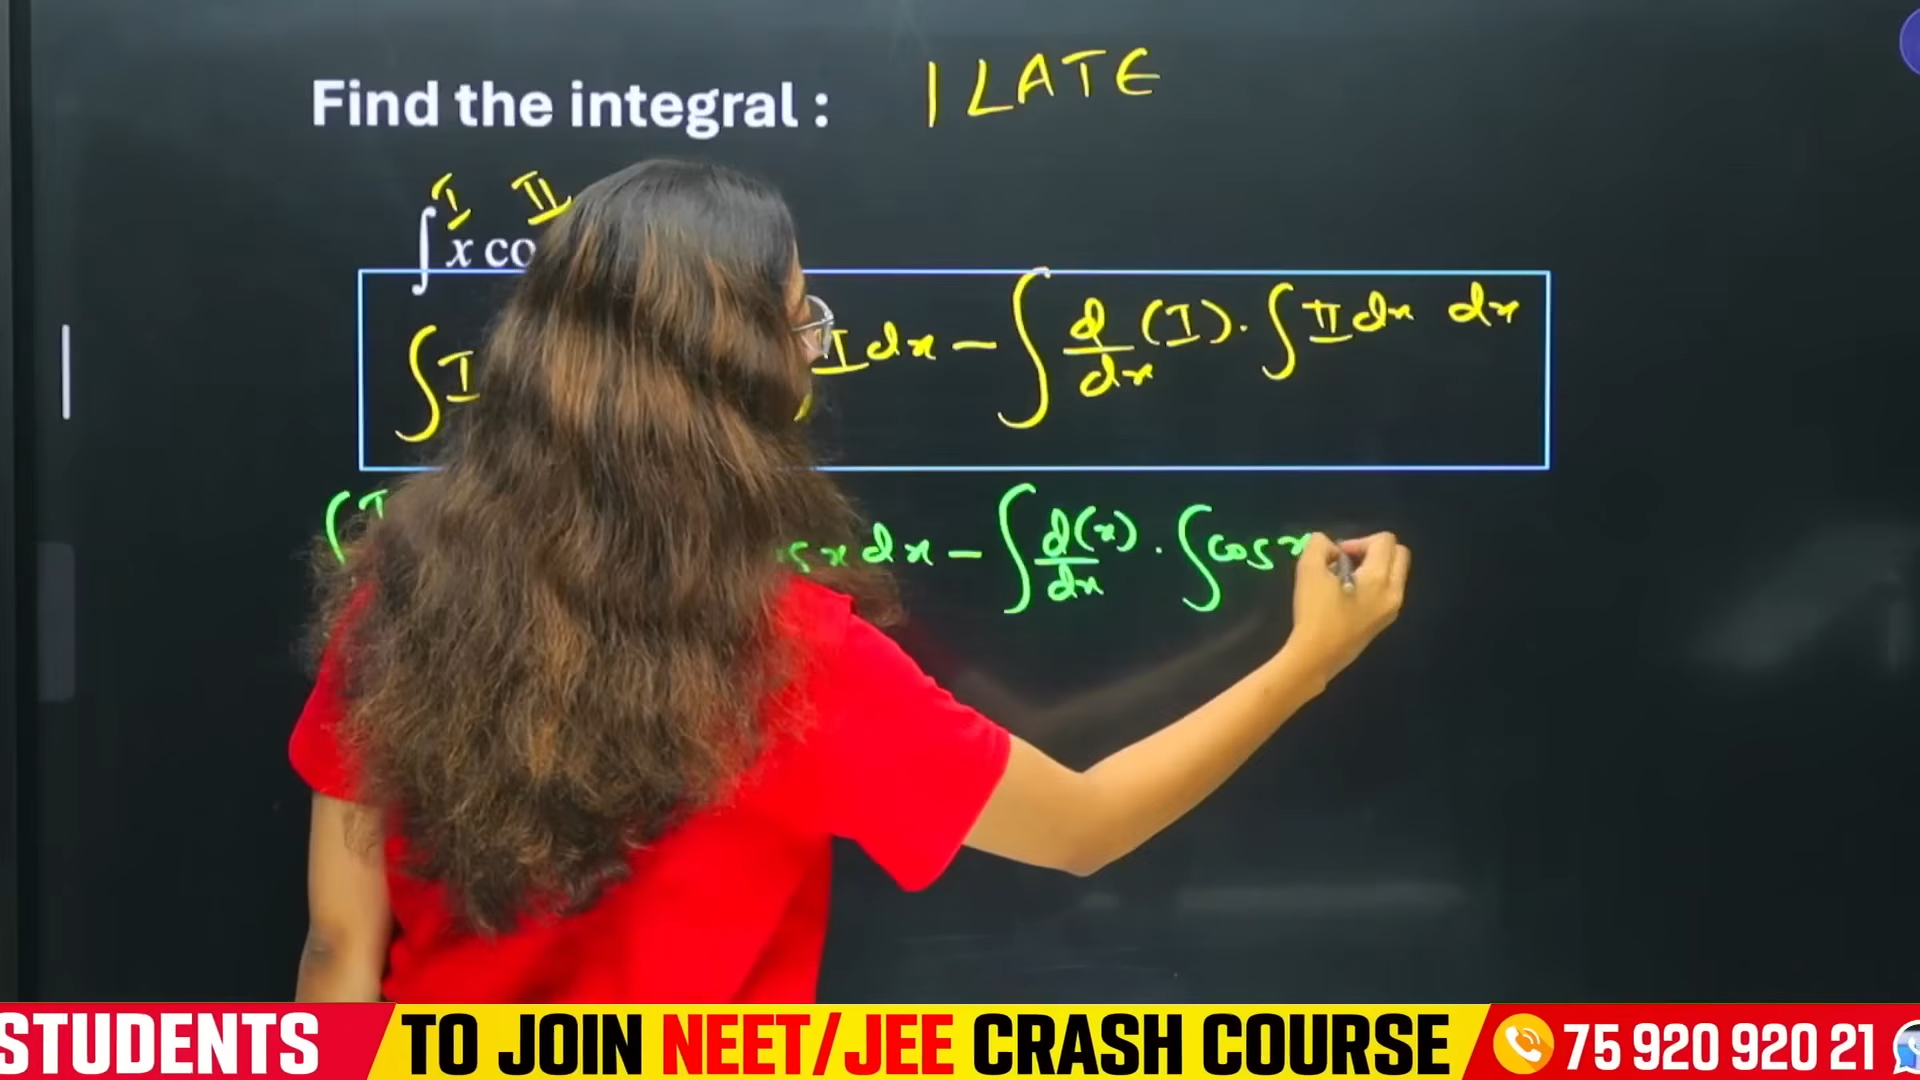 Find the integral : ILATE
I II
∫ x co
∫ I I dx − ∫ d/dx (I) · ∫ II dx dx
∫ I sx dx − ∫ d(x)/dx · ∫ cos x
STUDENTS TO JOIN NEET/JEE CRASH COURSE 75 920 920 21